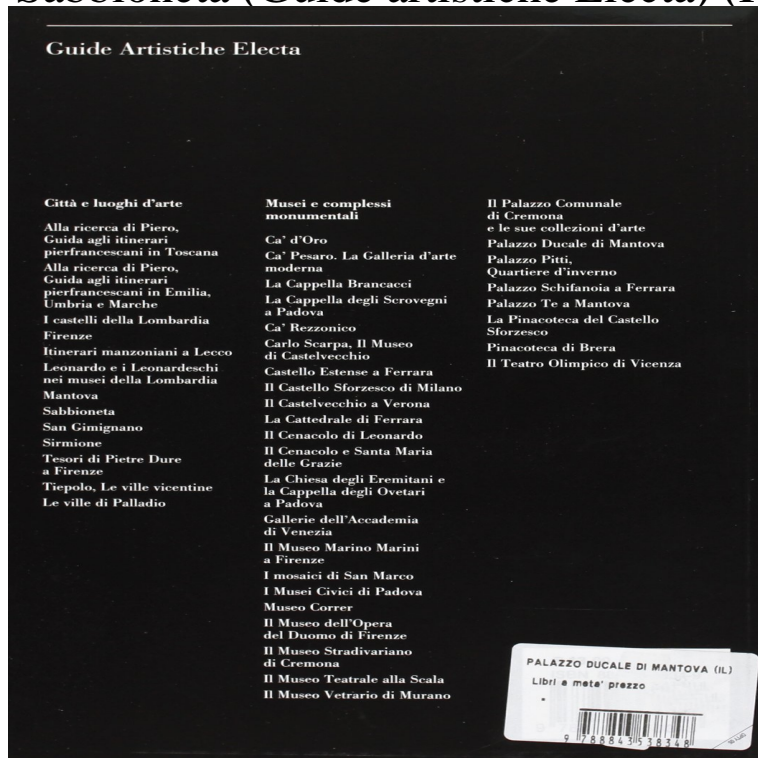 Guide Artistiche Electa
Città e luoghi d'arte
Alla ricerca di Piero,
Guida agli itinerari
pierfrancescani in Toscana
Alla ricerca di Piero,
Guida agli itinerari
pierfrancescani in Emilia,
Umbria e Marche
I castelli della Lombardia
Firenze
Itinerari manzoniani a Lecco
Leonardo e i Leonardeschi
nei musei della Lombardia
Mantova
Sabbioneta
San Gimignano
Sirmione
Tesori di Pietre Dure
a Firenze
Tiepolo, Le ville vicentine
Le ville di Palladio
Musei e complessi
monumentali
Ca' d'Oro
Ca' Pesaro. La Galleria d'arte
moderna
La Cappella Brancacci
La Cappella degli Scrovegni
a Padova
Ca' Rezzonico
Carlo Scarpa, Il Museo
di Castelvecchio
Castello Estense a Ferrara
Il Castello Sforzesco di Milano
Il Castelvecchio a Verona
La Cattedrale di Ferrara
Il Cenacolo di Leonardo
Il Cenacolo e Santa Maria
delle Grazie
La Chiesa degli Eremitani e
la Cappella degli Ovetari
a Padova
Gallerie dell'Accademia
di Venezia
Il Museo Marino Marini
a Firenze
I mosaici di San Marco
I Musei Civici di Padova
Museo Correr
Il Museo dell'Opera
del Duomo di Firenze
Il Museo Stradivariano
di Cremona
Il Museo Teatrale alla Scala
Il Museo Vetrario di Murano
Il Palazzo Comunale
di Cremona
e le sue collezioni d'arte
Palazzo Ducale di Mantova
Palazzo Pitti,
Quartiere d'inverno
Palazzo Schifanoia a Ferrara
Palazzo Te a Mantova
La Pinacoteca del Castello
Sforzesco
Pinacoteca di Brera
Il Teatro Olimpico di Vicenza
PALAZZO DUCALE DI MANTOVA (IL)
Libri a meta' prezzo
9 788843 538348